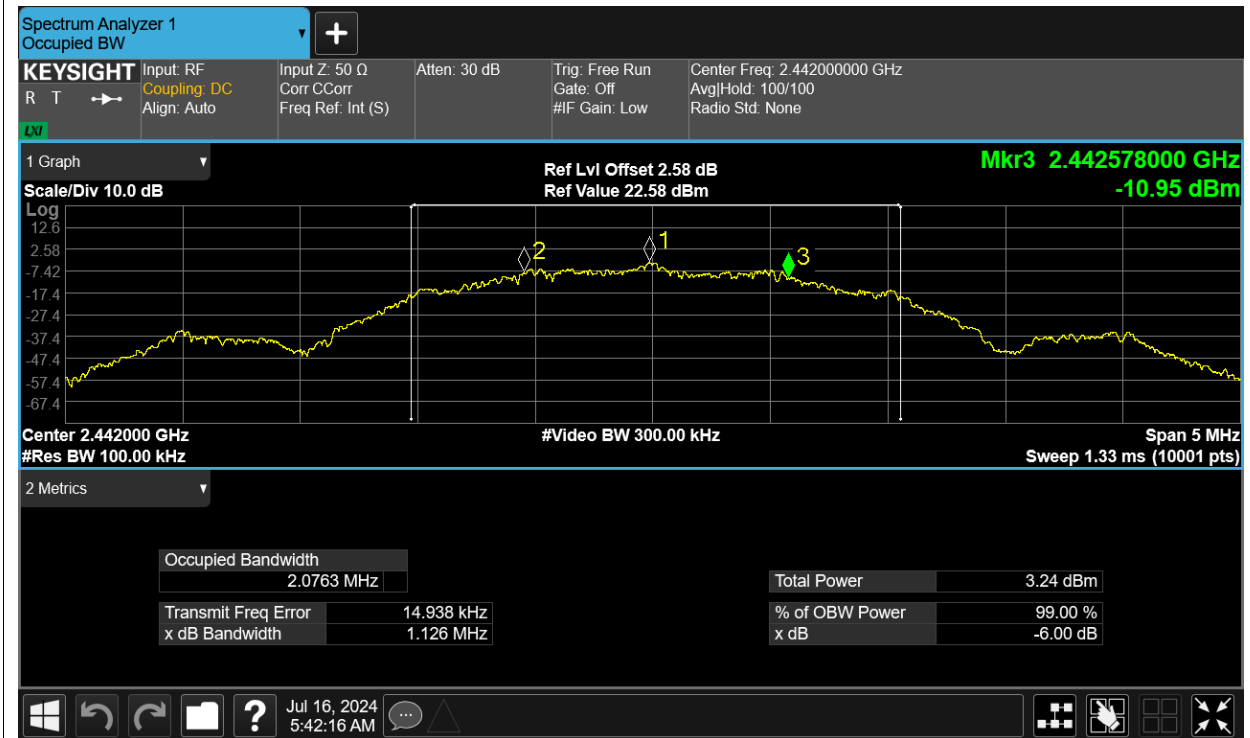 Spectrum Analyzer 1
Occupied BW
+
KEYSIGHT
R T
LXI
Input: RF
Coupling: DC
Align: Auto
Input Z: 50 Ω
Corr CCorr
Freq Ref: Int (S)
Atten: 30 dB
Trig: Free Run
Gate: Off
#IF Gain: Low
Center Freq: 2.442000000 GHz
Avg|Hold: 100/100
Radio Std: None
1 Graph
Scale/Div 10.0 dB
Ref Lvl Offset 2.58 dB
Ref Value 22.58 dBm
Mkr3 2.442578000 GHz
-10.95 dBm
Log
12.6
2.58
-7.42
-17.4
-27.4
-37.4
-47.4
-57.4
-67.4
2
1
3
Center 2.442000 GHz
#Res BW 100.00 kHz
#Video BW 300.00 kHz
Span 5 MHz
Sweep 1.33 ms (10001 pts)
2 Metrics
Occupied Bandwidth
2.0763 MHz
Transmit Freq Error 14.938 kHz
x dB Bandwidth 1.126 MHz
Total Power 3.24 dBm
% of OBW Power 99.00 %
x dB -6.00 dB
?
Jul 16, 2024
5:42:16 AM